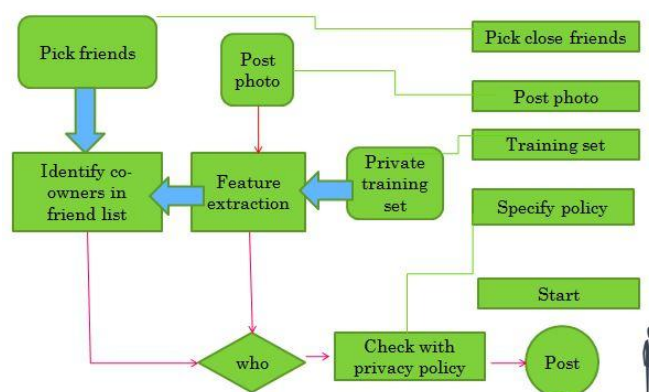 Pick friends
Post
photo
Pick close friends
Post photo
Training set
Identify co-
owners in
friend list
Feature
extraction
Private
training
set
Specify policy
Start
who
Check with
privacy policy
Post